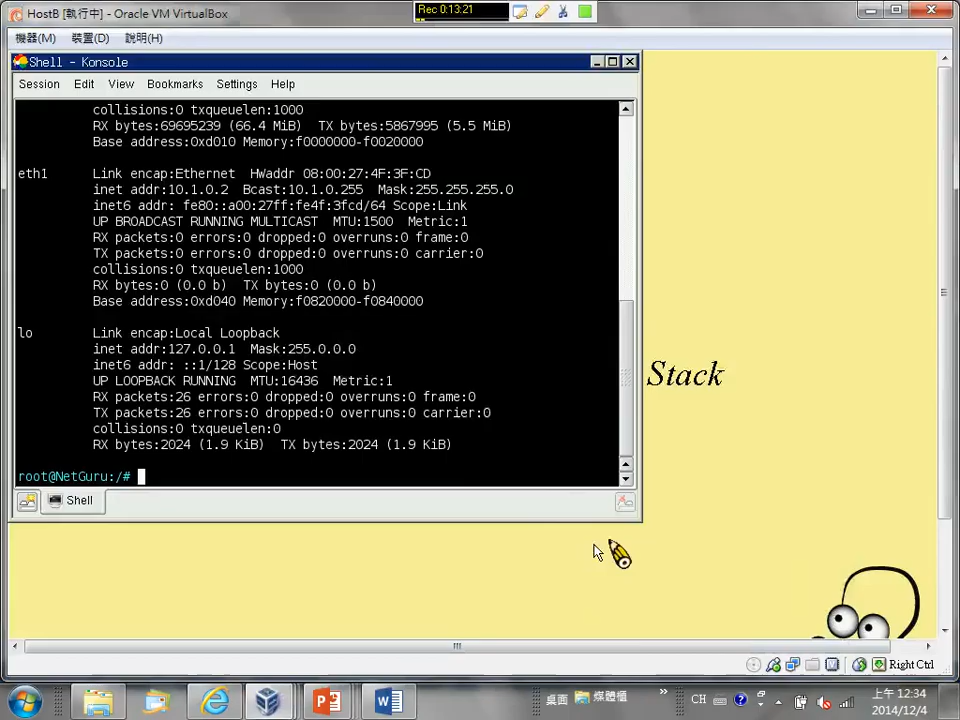 HostB [執行中] - Oracle VM VirtualBox
Rec 0:13:21
機器(M) 裝置(D) 說明(H)
Shell - Konsole
Session Edit View Bookmarks Settings Help
collisions:0 txqueuelen:1000
RX bytes:69695239 (66.4 MiB) TX bytes:5867995 (5.5 MiB)
Base address:0xd010 Memory:f0000000-f0020000
eth1 Link encap:Ethernet HWaddr 08:00:27:4F:3F:CD
inet addr:10.1.0.2 Bcast:10.1.0.255 Mask:255.255.255.0
inet6 addr: fe80::a00:27ff:fe4f:3fcd/64 Scope:Link
UP BROADCAST RUNNING MULTICAST MTU:1500 Metric:1
RX packets:0 errors:0 dropped:0 overruns:0 frame:0
TX packets:0 errors:0 dropped:0 overruns:0 carrier:0
collisions:0 txqueuelen:1000
RX bytes:0 (0.0 b) TX bytes:0 (0.0 b)
Base address:0xd040 Memory:f0820000-f0840000
lo Link encap:Local Loopback
inet addr:127.0.0.1 Mask:255.0.0.0
inet6 addr: ::1/128 Scope:Host
UP LOOPBACK RUNNING MTU:16436 Metric:1
RX packets:26 errors:0 dropped:0 overruns:0 frame:0
TX packets:26 errors:0 dropped:0 overruns:0 carrier:0
collisions:0 txqueuelen:0
RX bytes:2024 (1.9 KiB) TX bytes:2024 (1.9 KiB)
root@NetGuru:/#
Shell
Stack
Right Ctrl
桌面 媒體櫃 » CH 上午 12:34
2014/12/4